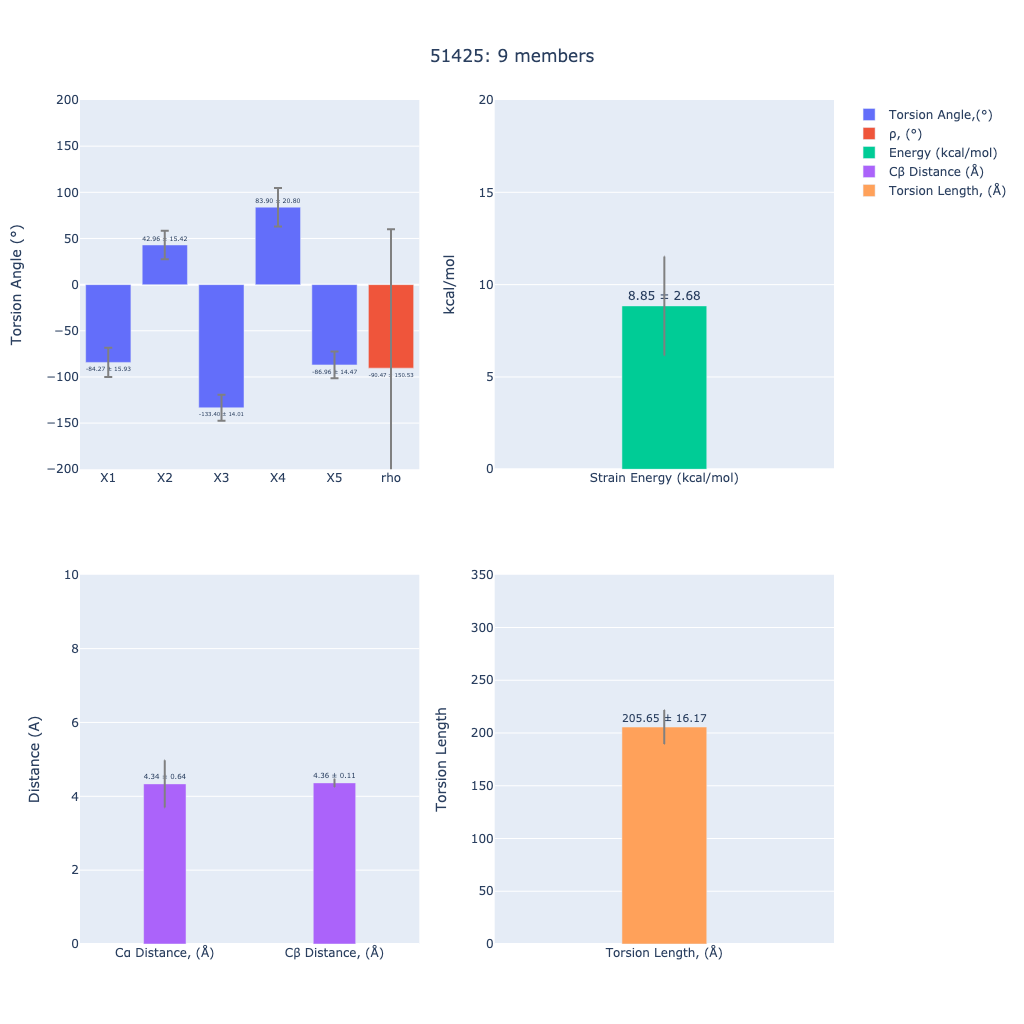 51425: 9 members
Torsion Angle (°)
200
150
100
50
0
−50
−100
−150
−200
-84.27 ± 15.93
42.96 ± 15.42
-133.40 ± 14.01
83.90 ± 20.80
-86.96 ± 14.47
-90.47 ± 150.53
X1
X2
X3
X4
X5
rho
kcal/mol
20
15
10
5
0
8.85 ± 2.68
Strain Energy (kcal/mol)
Torsion Angle,(°)
ρ, (°)
Energy (kcal/mol)
Cβ Distance (Å)
Torsion Length, (Å)
Distance (A)
10
8
6
4
2
0
4.34 ± 0.64
4.36 ± 0.11
Cα Distance, (Å)
Cβ Distance, (Å)
Torsion Length
350
300
250
200
150
100
50
0
205.65 ± 16.17
Torsion Length, (Å)